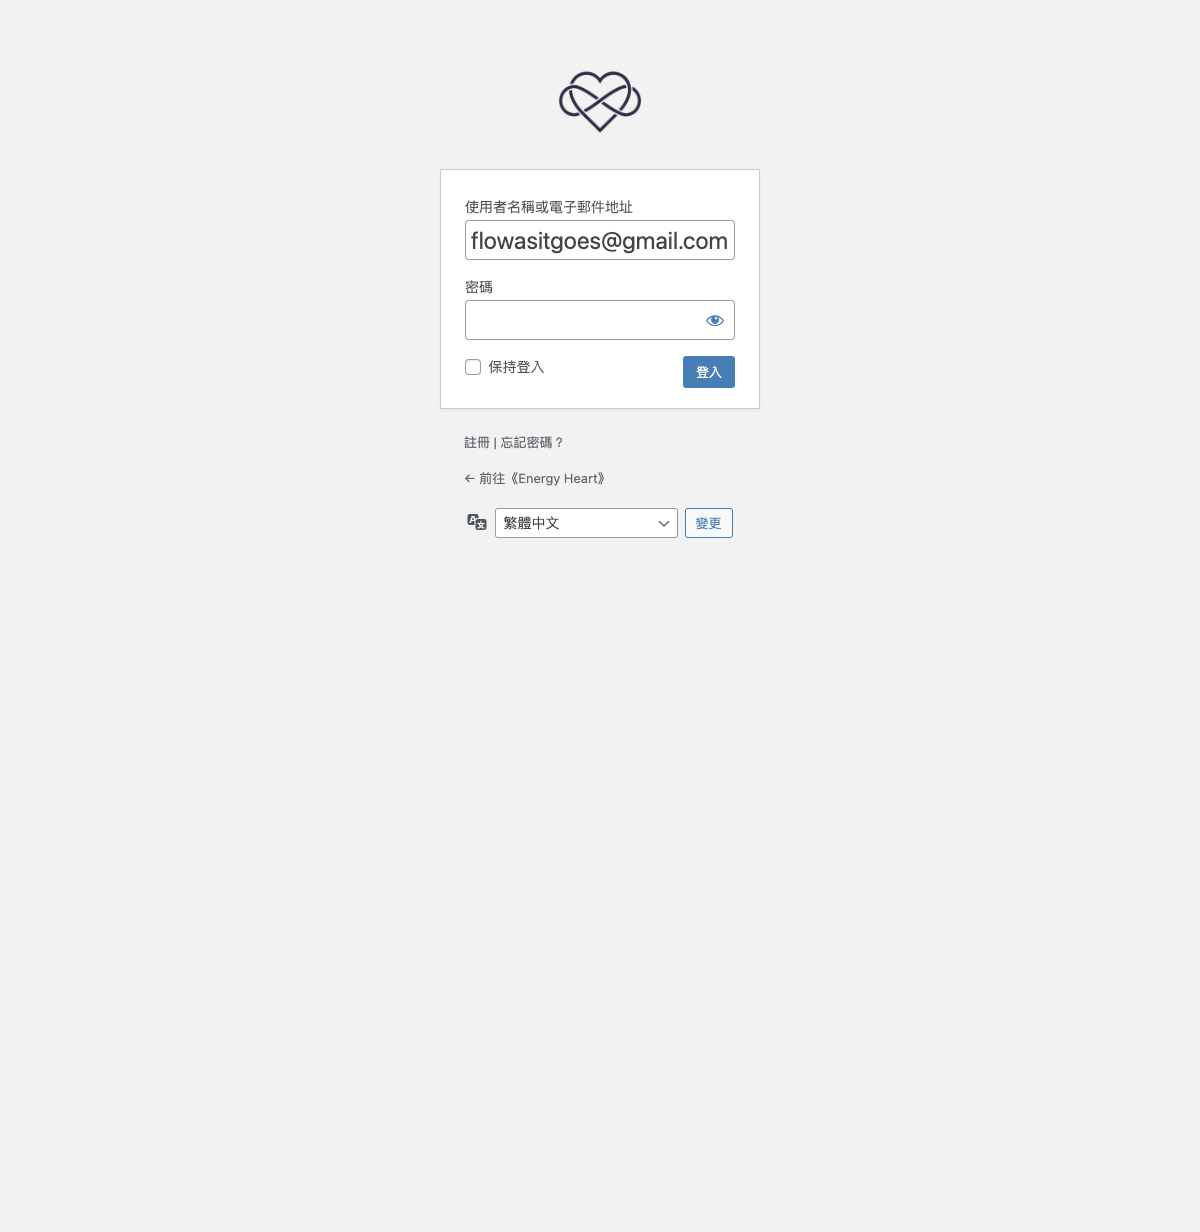 使用者名稱或電子郵件地址
flowasitgoes@gmail.com
密碼
保持登入
登入
註冊 | 忘記密碼？
← 前往《Energy Heart》
繁體中文
變更